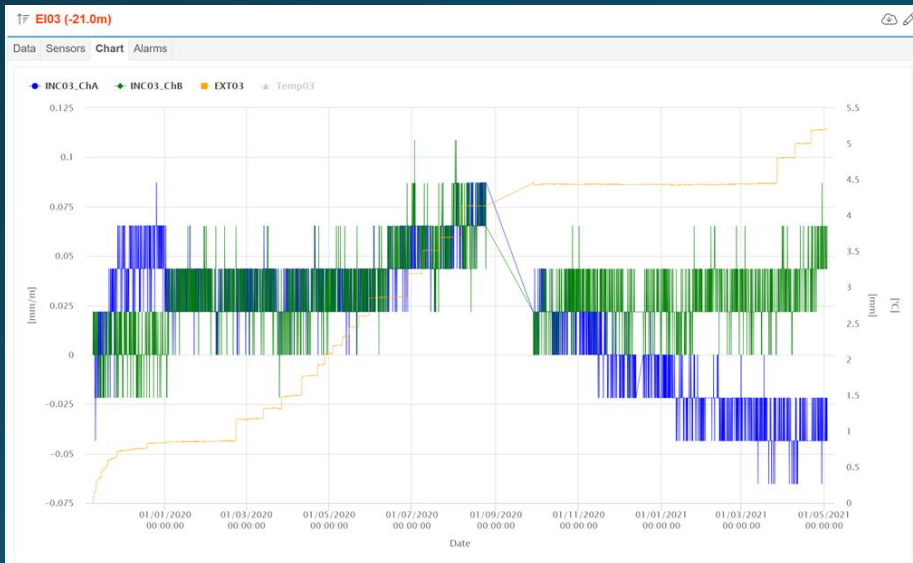 EI03 (-21.0m)
Data Sensors Chart Alarms
INC03_ChA INC03_ChB EXT03 Temp03
0.125
0.1
0.075
0.05
0.025
0
-0.025
-0.05
-0.075
[mm/m]
5.5
5
4.5
4
3.5
3
2.5
2
1.5
1
0.5
0
[mm]
[°C]
01/01/2020 01/03/2020 01/05/2020 01/07/2020 01/09/2020 01/11/2020 01/01/2021 01/03/2021 01/05/2021
00:00:00 00:00:00 00:00:00 00:00:00 00:00:00 00:00:00 00:00:00 00:00:00 00:00:00
Date